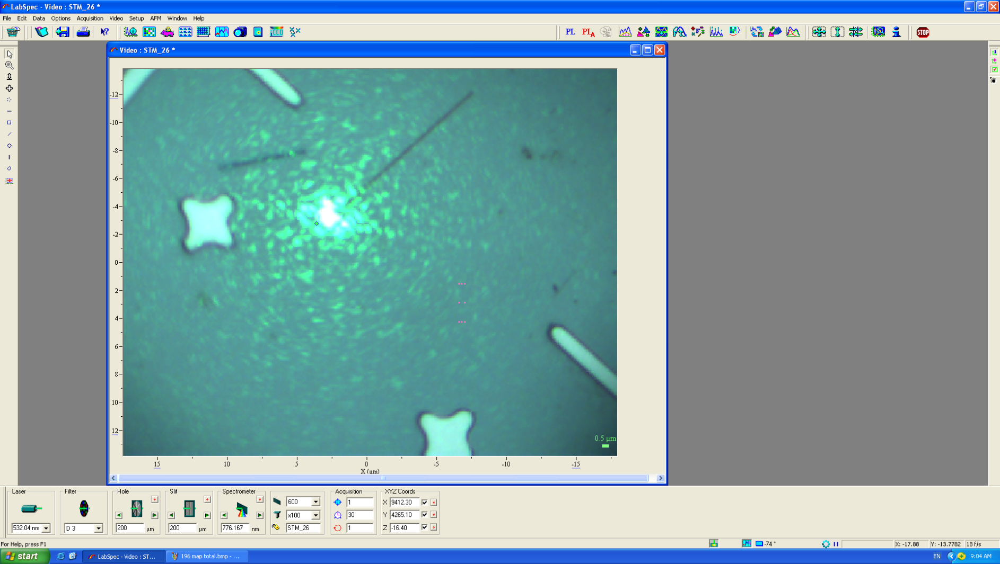 LabSpec - Video : STM_26 *
File Edit Data Options Acquisition Video Setup AFM Window Help
PL PLA STOP
Video : STM_26 *
-12
-10
-8
-6
-4
-2
0
2
4
6
8
10
12
0.5 µm
15 10 5 0 -5 -10 -15
X (µm)
Laser Filter Hole Slit Spectrometer Acquisition XYZ Coords
600 1 X 9412.30
x100 30 Y 4265.10
532.04 nm D 3 200 µm 200 µm 776.167 nm STM_26 1 Z -16.40
For Help, press F1 -74 ° X: -17.88 Y: -13.7782 18 f/s
start LabSpec - Video : ST... 196 map total.bmp - ... EN 9:04 AM